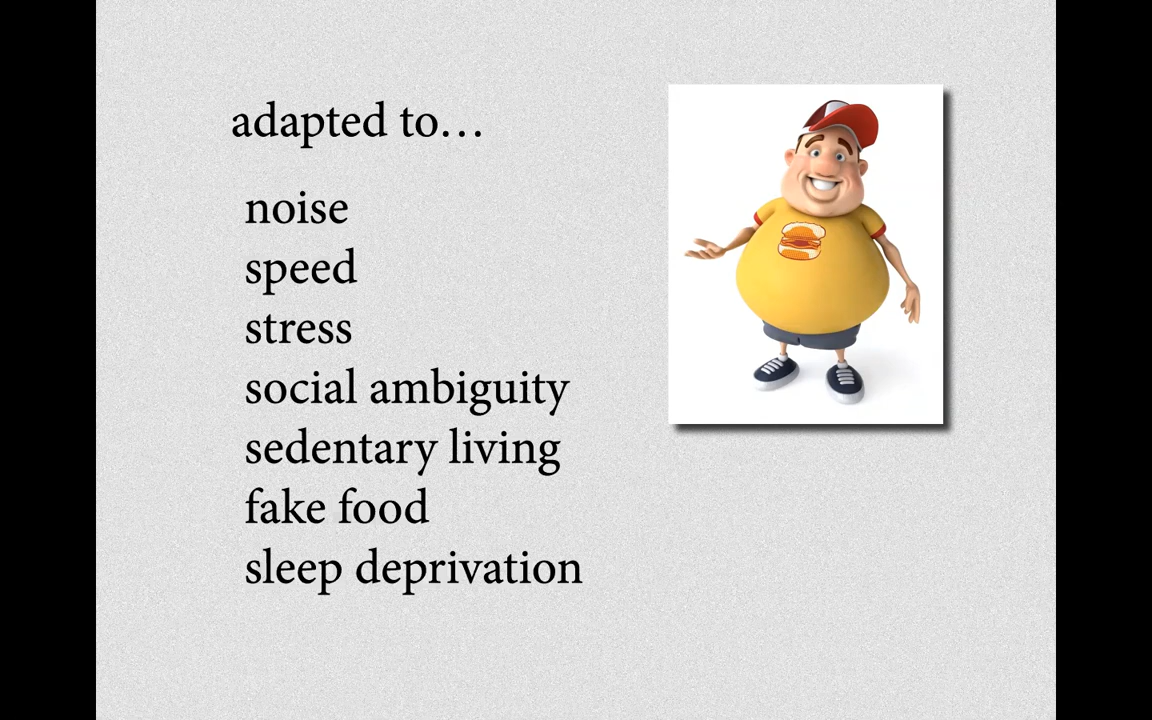 adapted to…
noise
speed
stress
social ambiguity
sedentary living
fake food
sleep deprivation